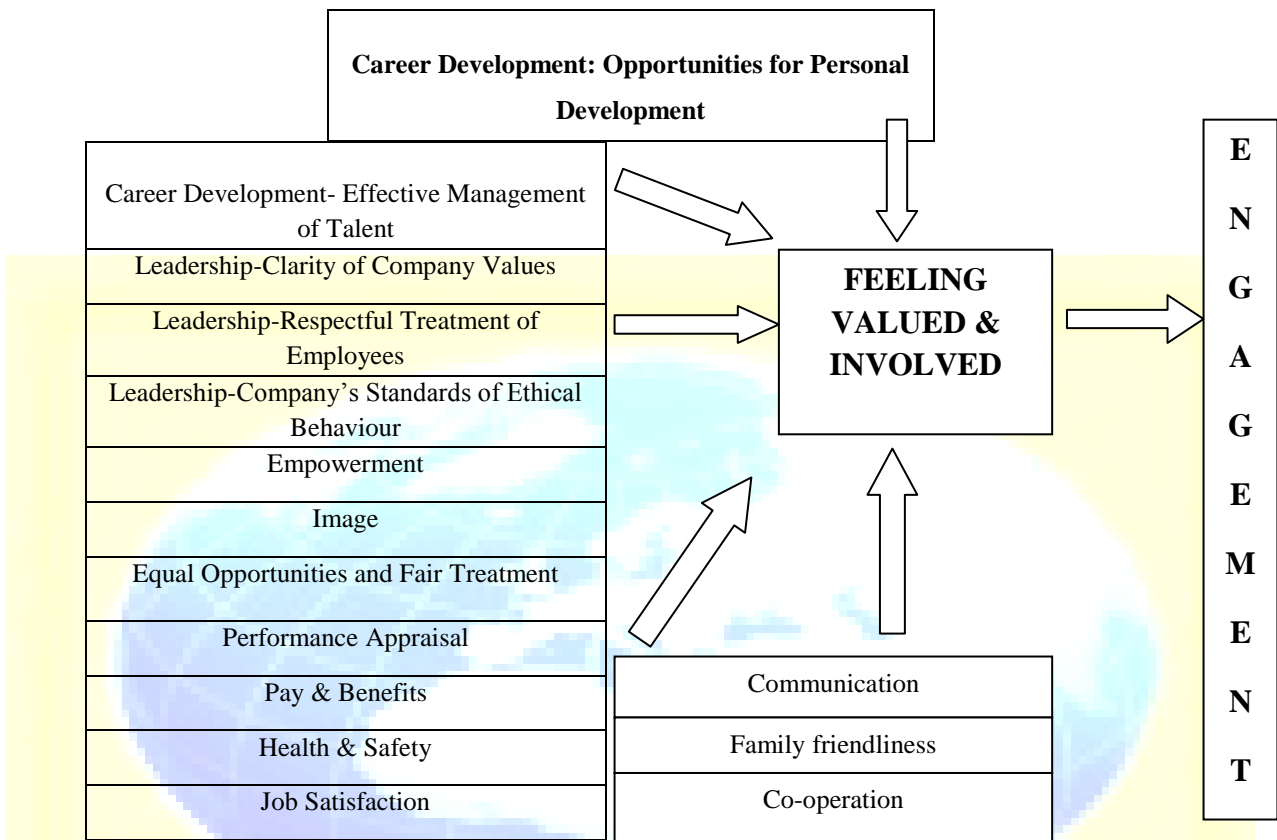 Career Development: Opportunities for Personal
Development
Career Development- Effective Management
of Talent
Leadership-Clarity of Company Values
Leadership-Respectful Treatment of
Employees
Leadership-Company’s Standards of Ethical
Behaviour
Empowerment
Image
Equal Opportunities and Fair Treatment
Performance Appraisal
Pay & Benefits
Health & Safety
Job Satisfaction
Communication
Family friendliness
Co-operation
FEELING
VALUED &
INVOLVED
E
N
G
A
G
E
M
E
N
T